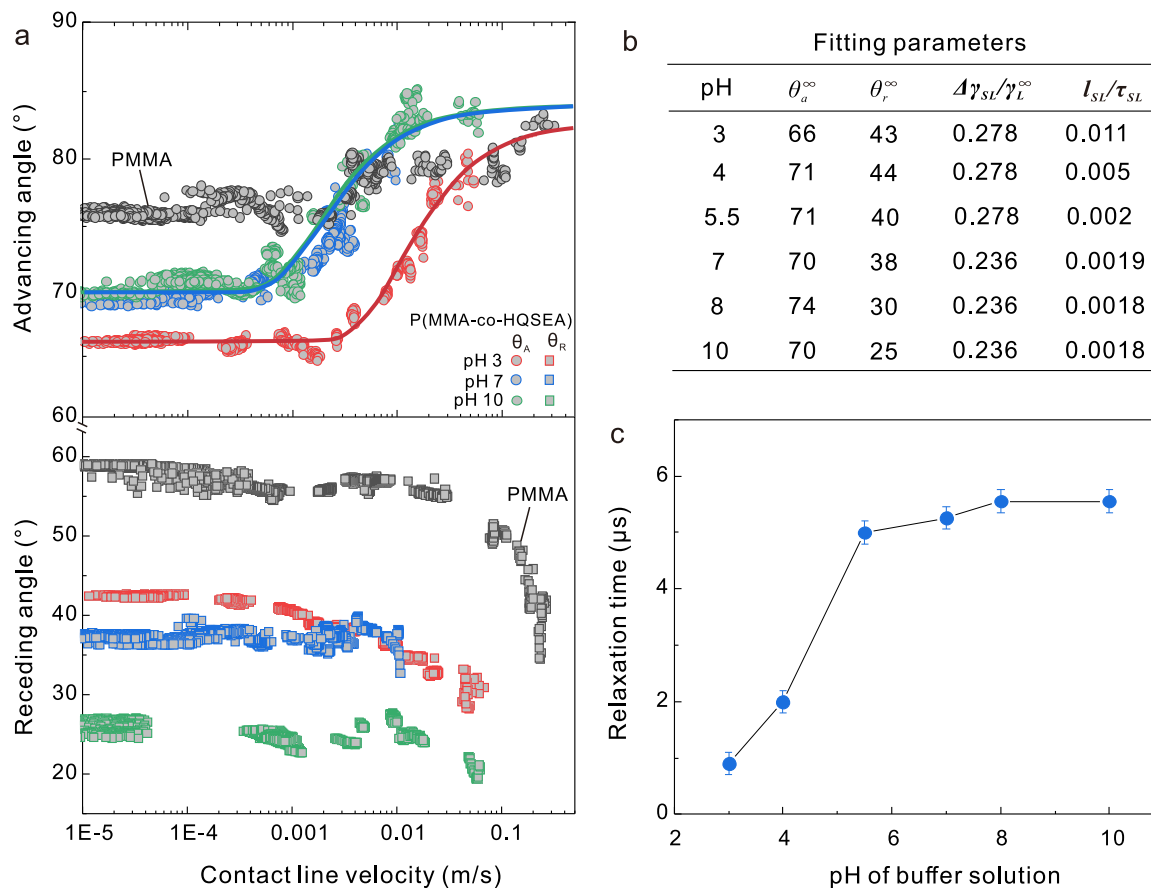 a
90
80
70
60
Advancing angle (°)
PMMA
P(MMA-co-HQSEA)
θA θR
pH 3
pH 7
pH 10
60
50
40
30
20
Receding angle (°)
PMMA
1E-5 1E-4 0.001 0.01 0.1
Contact line velocity (m/s)
b
Fitting parameters
pH θa∞ θr∞ ΔγSL/γL∞ lSL/τSL
3 66 43 0.278 0.011
4 71 44 0.278 0.005
5.5 71 40 0.278 0.002
7 70 38 0.236 0.0019
8 74 30 0.236 0.0018
10 70 25 0.236 0.0018
c
6
4
2
0
Relaxation time (μs)
2 4 6 8 10
pH of buffer solution